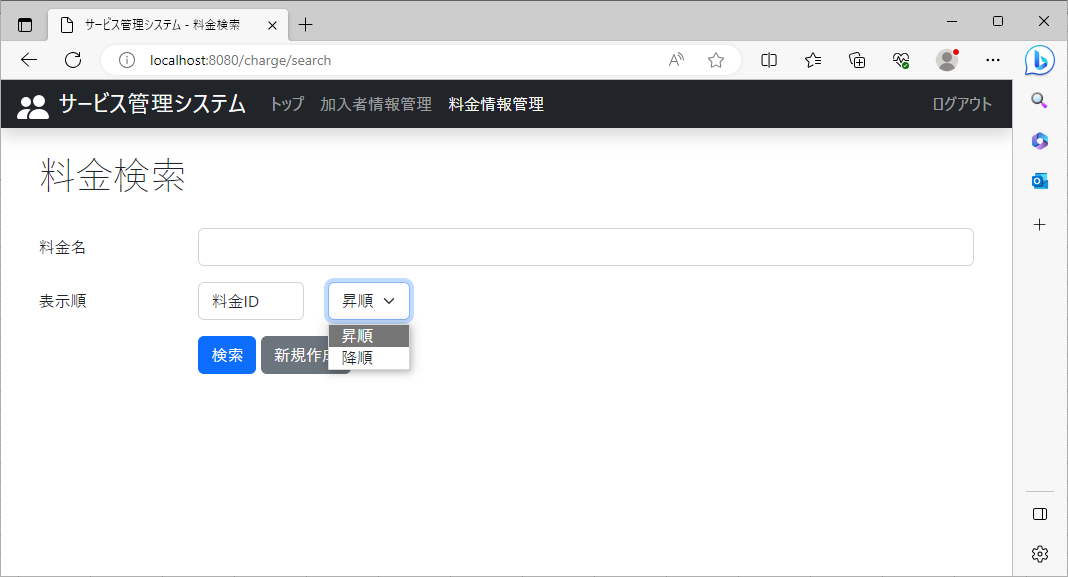 サービス管理システム - 料金検索
localhost:8080/charge/search
サービス管理システム トップ 加入者情報管理 料金情報管理 ログアウト
料金検索
料金名
表示順 料金ID 昇順
昇順
降順
検索 新規作成